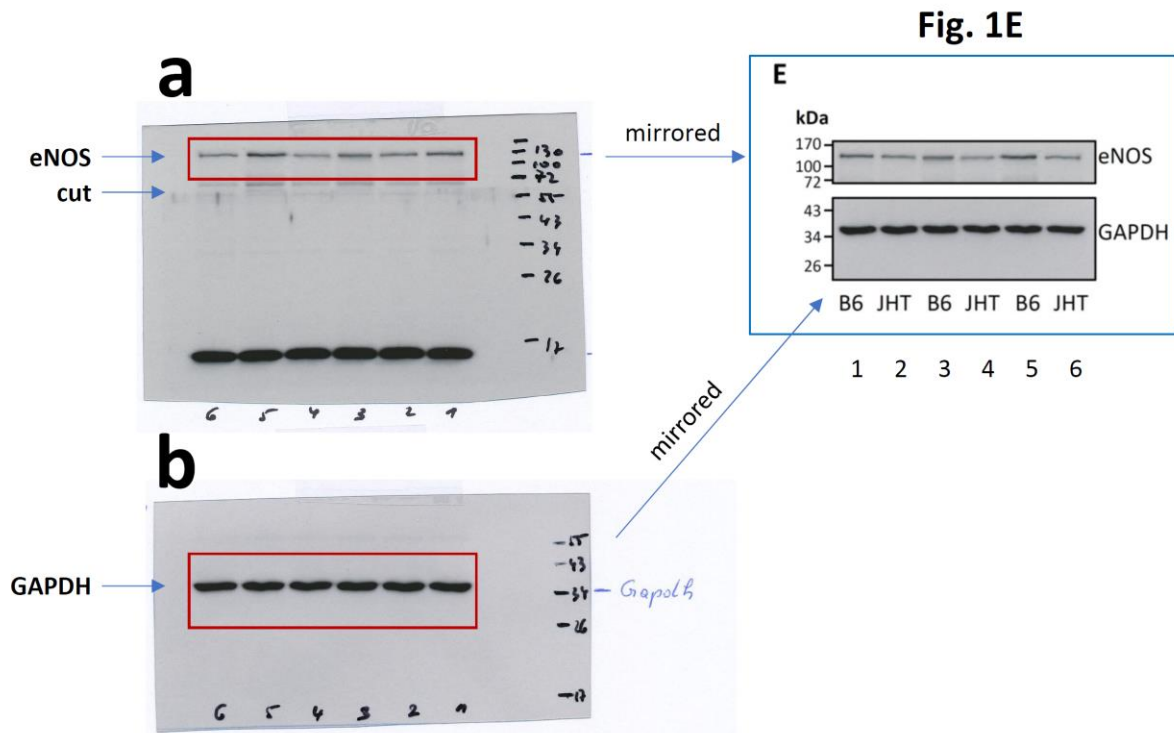 Fig. 1E
a
eNOS
cut
130
100
72
55
43
34
26
17
6 5 4 3 2 1
mirrored
E
kDa
170
100
72
eNOS
43
34
26
GAPDH
B6 JHT B6 JHT B6 JHT
1 2 3 4 5 6
mirrored
b
GAPDH
55
43
34 Gapdh
26
17
6 5 4 3 2 1